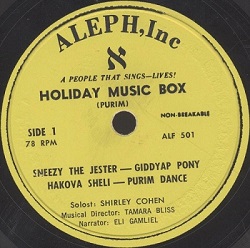 ALEPH, Inc
א
A PEOPLE THAT SINGS—LIVES!
HOLIDAY MUSIC BOX
(PURIM)
NON-BREAKABLE
SIDE 1
ALF 501
78 RPM
SNEEZY THE JESTER — GIDDYAP PONY
HAKOVA SHELI — PURIM DANCE
Solost: SHIRLEY COHEN
Musical Director: TAMARA BLISS
Narrator: ELI GAMLIEL